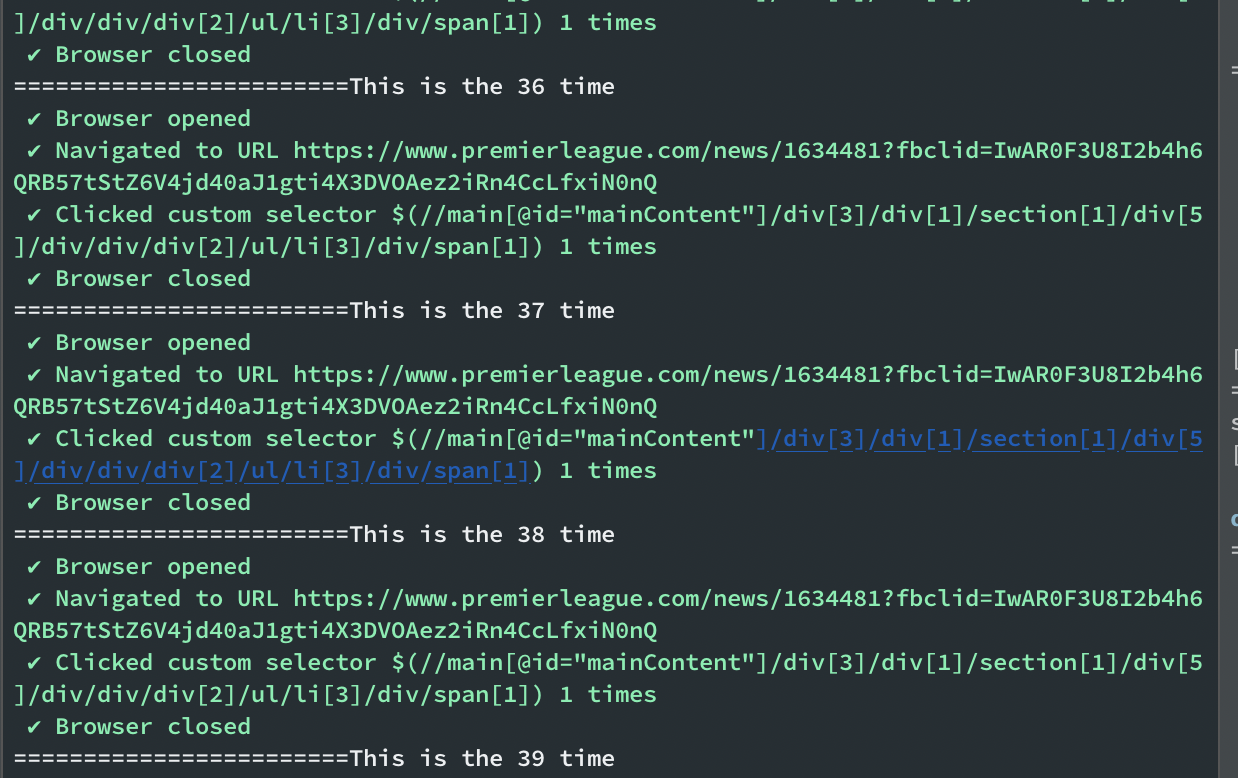 ]/div/div/div[2]/ul/li[3]/div/span[1]) 1 times
✔ Browser closed
========================This is the 36 time
✔ Browser opened
✔ Navigated to URL https://www.premierleague.com/news/1634481?fbclid=IwAR0F3U8I2b4h6
QRB57tStZ6V4jd40aJ1gti4X3DVOAez2iRn4CcLfxiN0nQ
✔ Clicked custom selector $(//main[@id="mainContent"]/div[3]/div[1]/section[1]/div[5
]/div/div/div[2]/ul/li[3]/div/span[1]) 1 times
✔ Browser closed
========================This is the 37 time
✔ Browser opened
✔ Navigated to URL https://www.premierleague.com/news/1634481?fbclid=IwAR0F3U8I2b4h6
QRB57tStZ6V4jd40aJ1gti4X3DVOAez2iRn4CcLfxiN0nQ
✔ Clicked custom selector $(//main[@id="mainContent"]/div[3]/div[1]/section[1]/div[5
]/div/div/div[2]/ul/li[3]/div/span[1]) 1 times
✔ Browser closed
========================This is the 38 time
✔ Browser opened
✔ Navigated to URL https://www.premierleague.com/news/1634481?fbclid=IwAR0F3U8I2b4h6
QRB57tStZ6V4jd40aJ1gti4X3DVOAez2iRn4CcLfxiN0nQ
✔ Clicked custom selector $(//main[@id="mainContent"]/div[3]/div[1]/section[1]/div[5
]/div/div/div[2]/ul/li[3]/div/span[1]) 1 times
✔ Browser closed
========================This is the 39 time